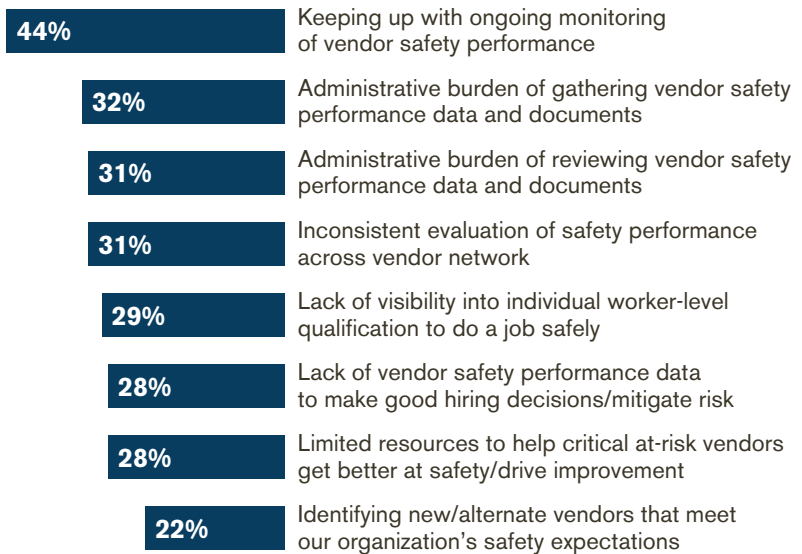 44%
Keeping up with ongoing monitoring
of vendor safety performance
32%
Administrative burden of gathering vendor safety
performance data and documents
31%
Administrative burden of reviewing vendor safety
performance data and documents
31%
Inconsistent evaluation of safety performance
across vendor network
29%
Lack of visibility into individual worker-level
qualification to do a job safely
28%
Lack of vendor safety performance data
to make good hiring decisions/mitigate risk
28%
Limited resources to help critical at-risk vendors
get better at safety/drive improvement
22%
Identifying new/alternate vendors that meet
our organization’s safety expectations